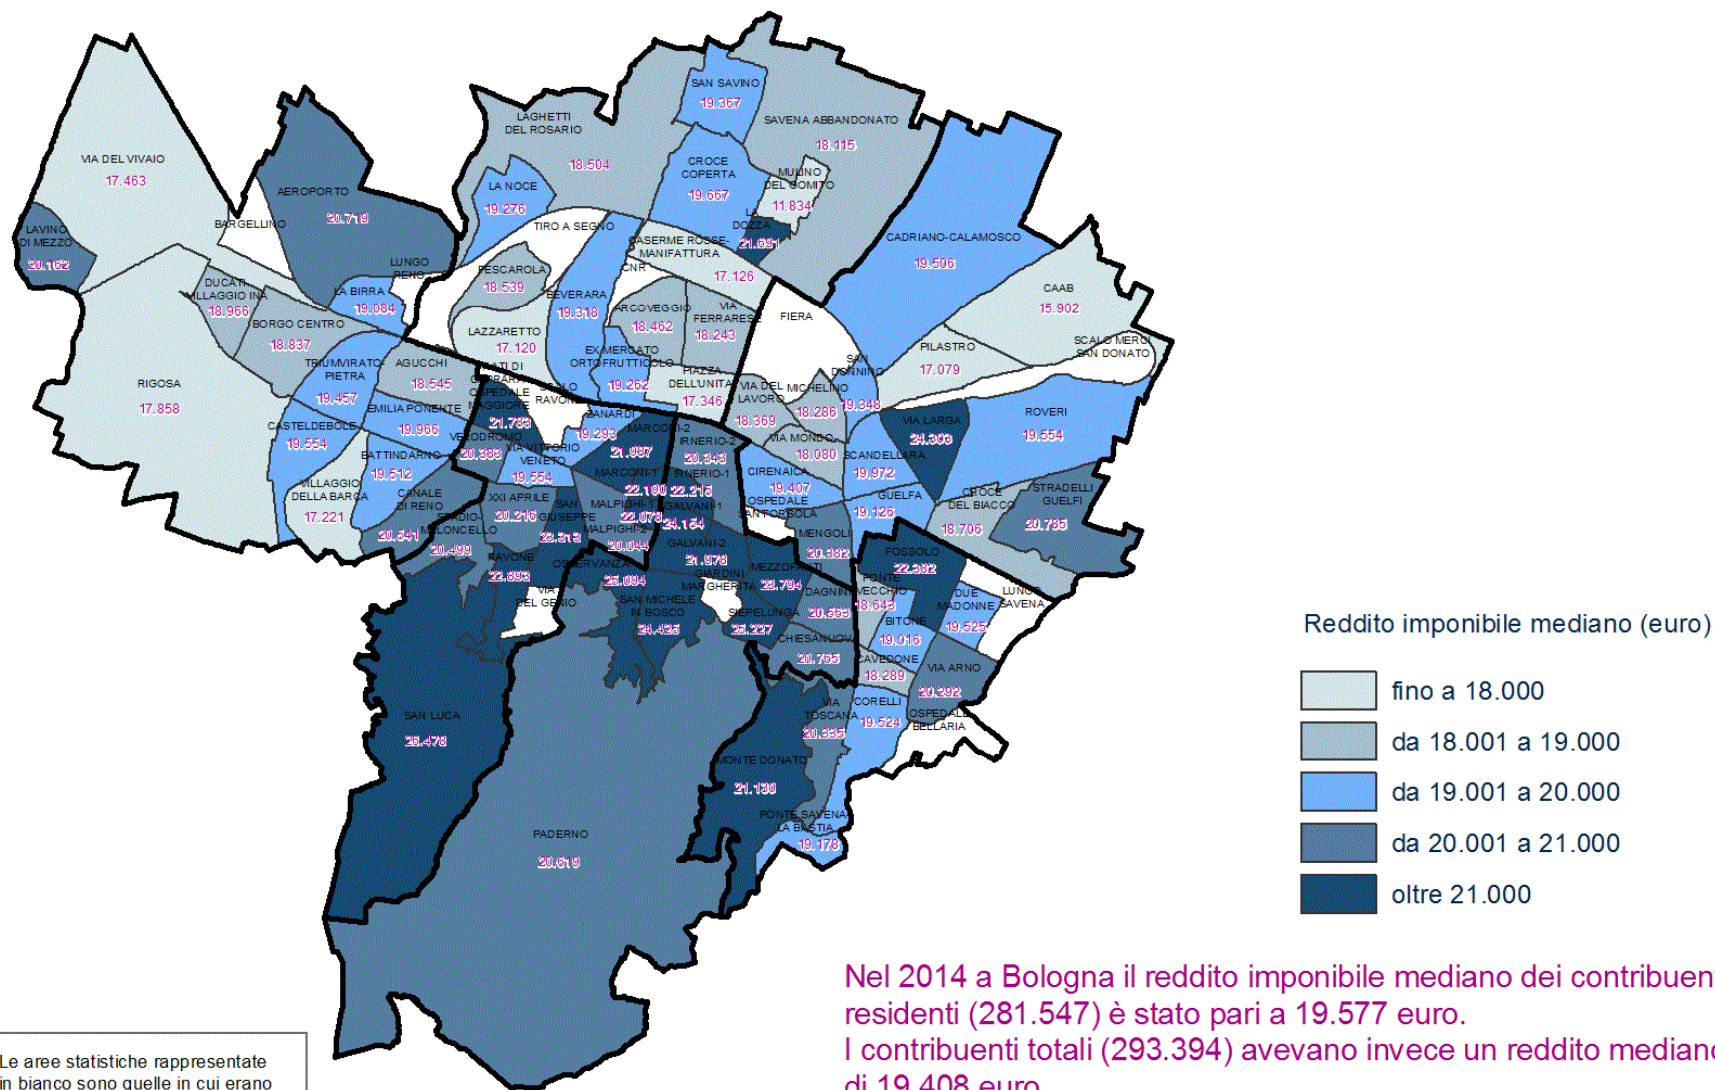 SAN SAVINO
19.367
LAGHETTI
DEL ROSARIO
18.504
SAVENA ABBANDONATO
18.115
VIA DEL VIVAIO
17.463
CROCE
COPERTA
19.667
MULINO
DEL GOMITO
11.834
AEROPORTO
20.719
LA NOCE
19.276
BARGELLINO
TIRO A SEGNO
LA
DOZZA
21.691
LAVINO
DI MEZZO
20.162
CADRIANO-CALAMOSCO
19.506
CASERME ROSSE-
MANIFATTURA
17.126
LUNGO
RENO
CNR
PESCAROLA
18.539
DUCATI-
VILLAGGIO INA
18.966
LA BIRRA
19.084
BEVERARA
19.318
ARCOVEGGIO
18.462
VIA
FERRARESE
18.243
FIERA
CAAB
15.902
BORGO CENTRO
18.837
LAZZARETTO
17.120
SCALO MERCI
SAN DONATO
PILASTRO
17.079
TRIUMVIRATO-
PIETRA
19.457
AGUCCHI
18.545
EX MERCATO
ORTOFRUTTICOLO
19.262
SAN
DONNINO
19.348
RIGOSA
17.858
PRATI DI
CAPRARA-
OSPEDALE
MAGGIORE
21.783
SCALO
RAVONE
PIAZZA
DELL'UNITA'
17.346
VIA DEL
LAVORO
18.369
MICHELINO
18.286
EMILIA PONENTE
19.966
ZANARDI
19.293
ROVERI
19.554
CASTELDEBOLE
19.554
VELODROMO
20.383
MARCONI-2
21.987
IRNERIO-2
20.343
VIA MONDO
18.080
VIA LARGA
24.303
BATTINDARNO
19.512
VIA VITTORIO
VENETO
19.554
SCANDELLARA
19.972
MARCONI-1
22.190
IRNERIO-1
22.215
CIRENAICA
19.407
VILLAGGIO
DELLA BARCA
17.221
CANALE
DI RENO
20.541
XXI APRILE
20.216
SAN
GIUSEPPE
23.313
MALPIGHI-1
22.078
GALVANI-1
24.154
OSPEDALE
SANT'ORSOLA
GUELFA
19.126
CROCE
DEL BIACCO
18.706
STRADELLI
GUELFI
20.785
STADIO-
MELONCELLO
20.499
MALPIGHI-2
20.044
GALVANI-2
21.978
MENGOLI
20.382
FOSSOLO
22.382
RAVONE
22.893
OSSERVANZA
25.094
GIARDINI
MARGHERITA
MEZZOFANTI
23.794
PONTE
VECCHIO
18.643
VIA
DEL GENIO
SAN MICHELE
IN BOSCO
24.425
SIEPELUNGA
25.227
DAGNINI
20.563
DUE
MADONNE
19.525
LUNGO
SAVENA
BITONE
19.016
CHIESANUOVA
20.765
CAVEDONE
18.289
VIA ARNO
20.292
SAN LUCA
26.478
VIA
TOSCANA
20.335
CORELLI
19.524
OSPEDALE
BELLARIA
MONTE DONATO
21.130
PONTE SAVENA-
LA BASTIA
19.178
PADERNO
20.619
Reddito imponibile mediano (euro)
fino a 18.000
da 18.001 a 19.000
da 19.001 a 20.000
da 20.001 a 21.000
oltre 21.000
Nel 2014 a Bologna il reddito imponibile mediano dei contribuent
residenti (281.547) è stato pari a 19.577 euro.
I contribuenti totali (293.394) avevano invece un reddito mediano
di 19.408 euro
Le aree statistiche rappresentate
in bianco sono quelle in cui erano